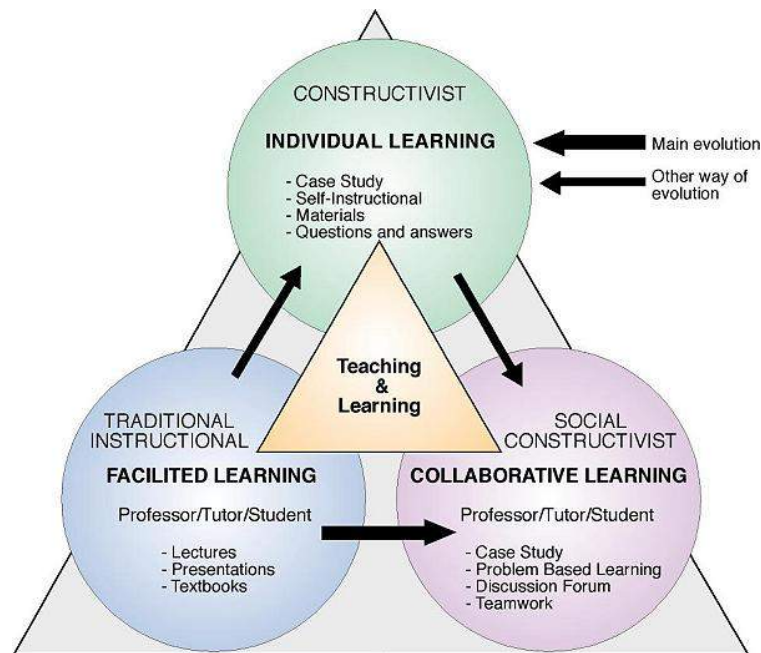 CONSTRUCTIVIST
INDIVIDUAL LEARNING
- Case Study
- Self-Instructional
- Materials
- Questions and answers
Main evolution
Other way of
evolution
Teaching
&
Learning
TRADITIONAL
INSTRUCTIONAL
FACILITED LEARNING
Professor/Tutor/Student
- Lectures
- Presentations
- Textbooks
SOCIAL
CONSTRUCTIVIST
COLLABORATIVE LEARNING
Professor/Tutor/Student
- Case Study
- Problem Based Learning
- Discussion Forum
- Teamwork